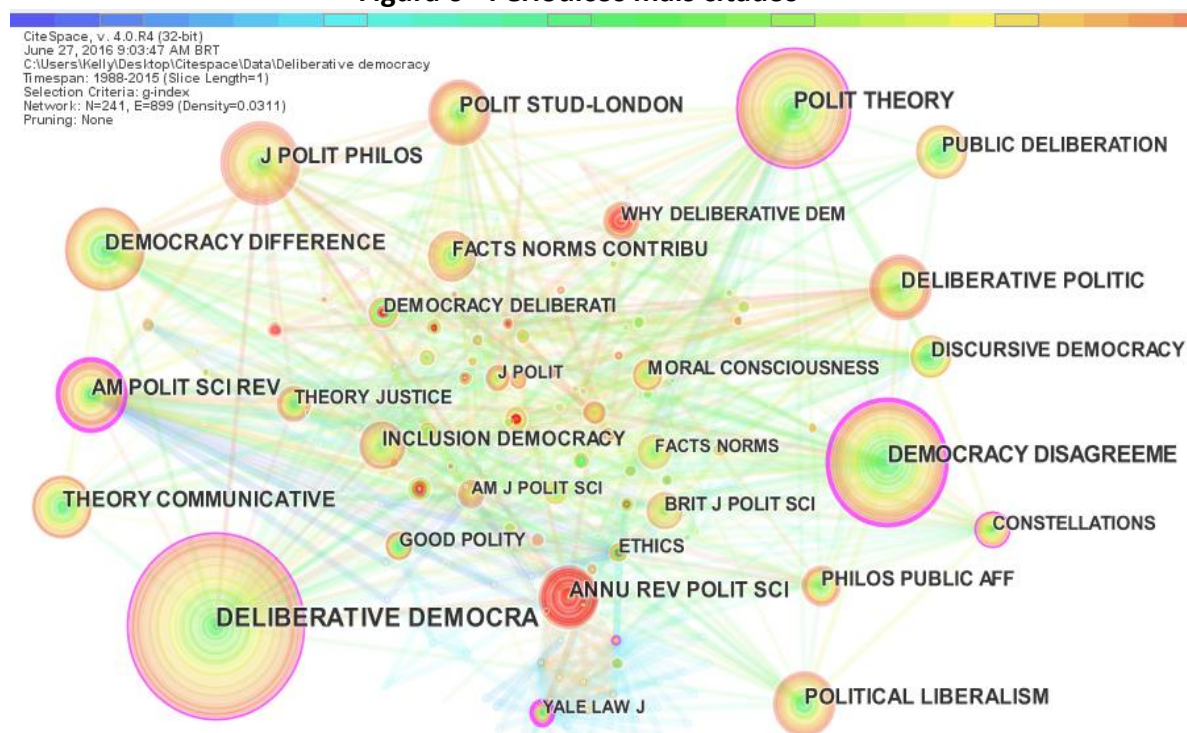 CiteSpace, v. 4.0.R4 (32-bit)
June 27, 2016 9:03:47 AM BRT
C:\Users\Kelly\Desktop\Citespace\Data\Deliberative democracy
Timespan: 1988-2015 (Slice Length=1)
Selection Criteria: g-index
Network: N=241, E=899 (Density=0.0311)
Pruning: None
POLIT THEORY
POLIT STUD-LONDON
PUBLIC DELIBERATION
J POLIT PHILOS
WHY DELIBERATIVE DEM
DEMOCRACY DIFFERENCE
FACTS NORMS CONTRIBU
DELIBERATIVE POLITIC
DEMOCRACY DELIBERATI
DISCURSIVE DEMOCRACY
J POLIT
MORAL CONSCIOUSNESS
AM POLIT SCI REV
THEORY JUSTICE
INCLUSION DEMOCRACY
FACTS NORMS
DEMOCRACY DISAGREEME
AM J POLIT SCI
THEORY COMMUNICATIVE
BRIT J POLIT SCI
CONSTELLATIONS
GOOD POLITY
ETHICS
PHILOS PUBLIC AFF
ANNU REV POLIT SCI
DELIBERATIVE DEMOCRA
POLITICAL LIBERALISM
YALE LAW J